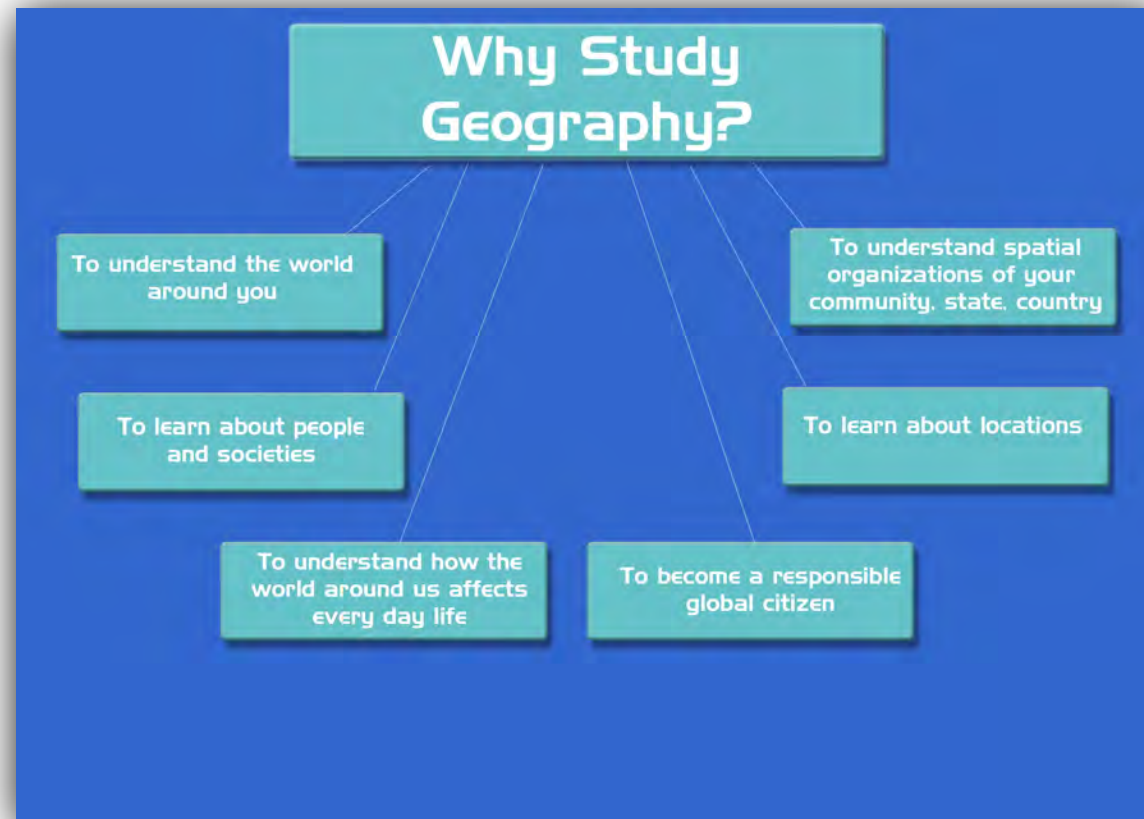 Why Study
Geography?
To understand the world
around you
To learn about people
and societies
To understand how the
world around us affects
every day life
To become a responsible
global citizen
To learn about locations
To understand spatial
organizations of your
community, state, country